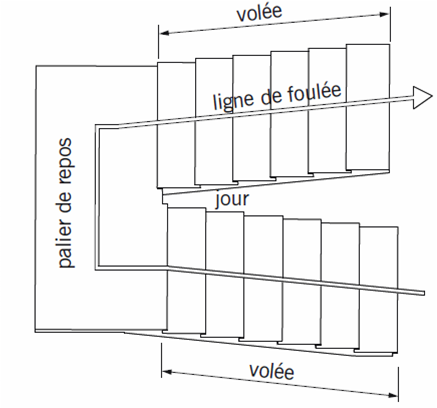 volée
ligne de foulée
palier de repos
jour
volée